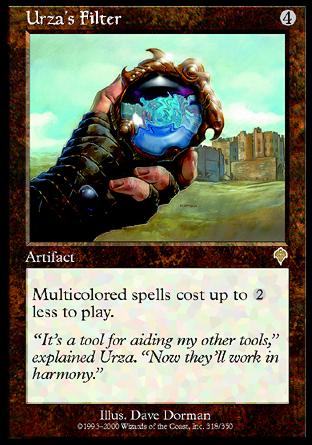 Urza's Filter 4
Artifact
Multicolored spells cost up to 2
less to play.
"It's a tool for aiding my other tools,"
explained Urza. "Now they'll work in
harmony."
Illus. Dave Dorman
©1993–2000 Wizards of the Coast, Inc. 318/350